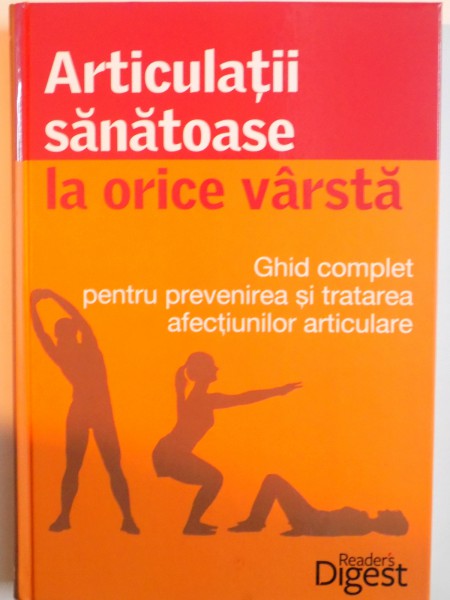 Articulații
sănătoase
la orice vârstă
Ghid complet
pentru prevenirea și tratarea
afecțiunilor articulare
Reader's
Digest